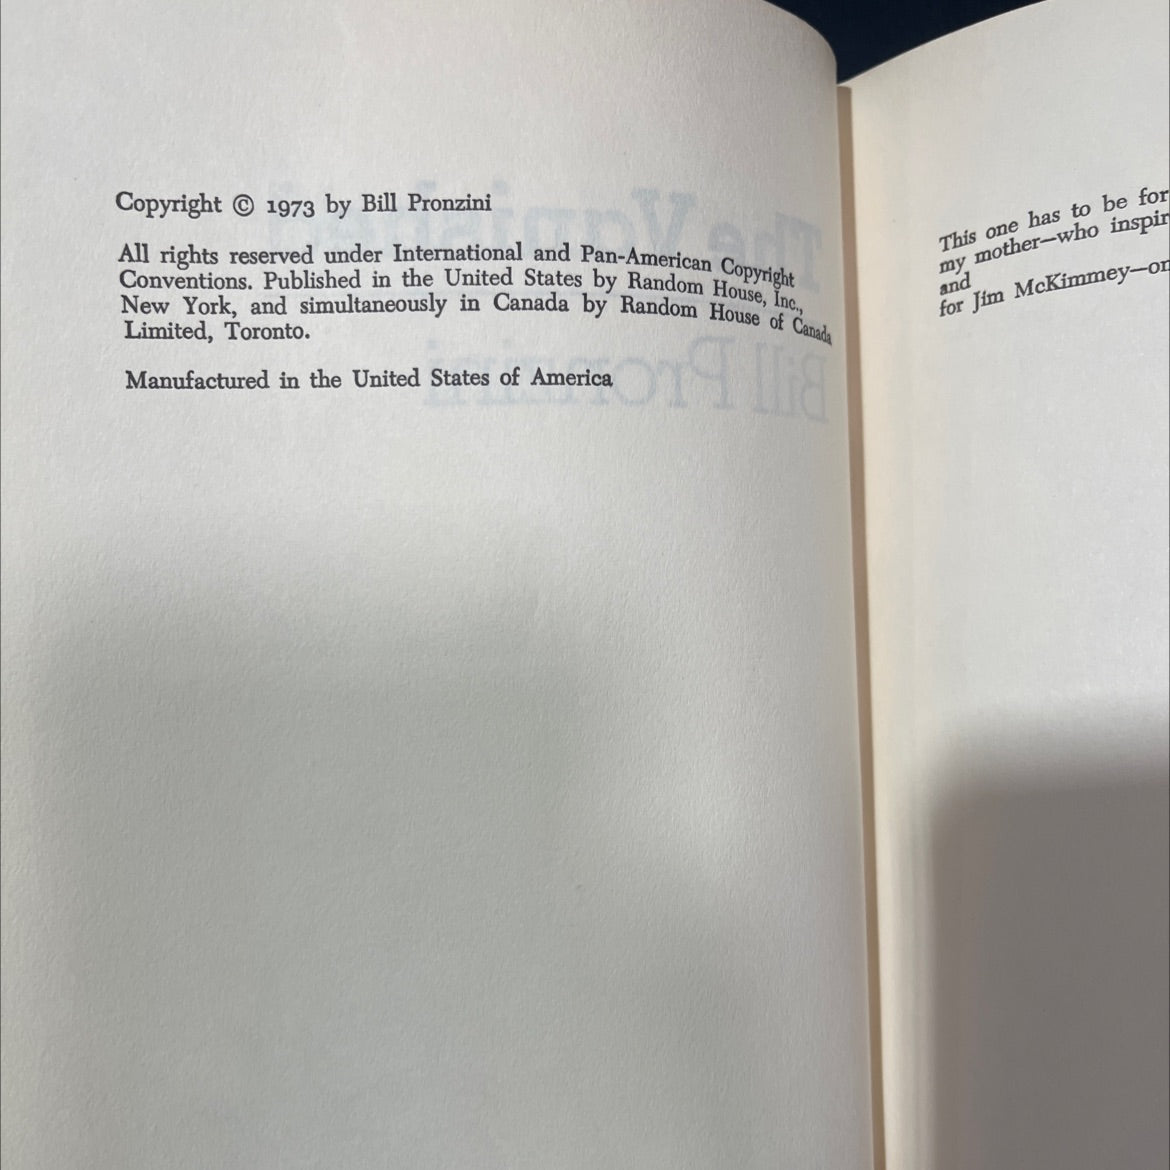 Copyright © 1973 by Bill Pronzini
All rights reserved under International and Pan-American Copyright
Conventions. Published in the United States by Random House, Inc.,
New York, and simultaneously in Canada by Random House of Canada
Limited, Toronto.
Manufactured in the United States of America
This one has to be for
my mother—who
and
for Jim McKimmey—